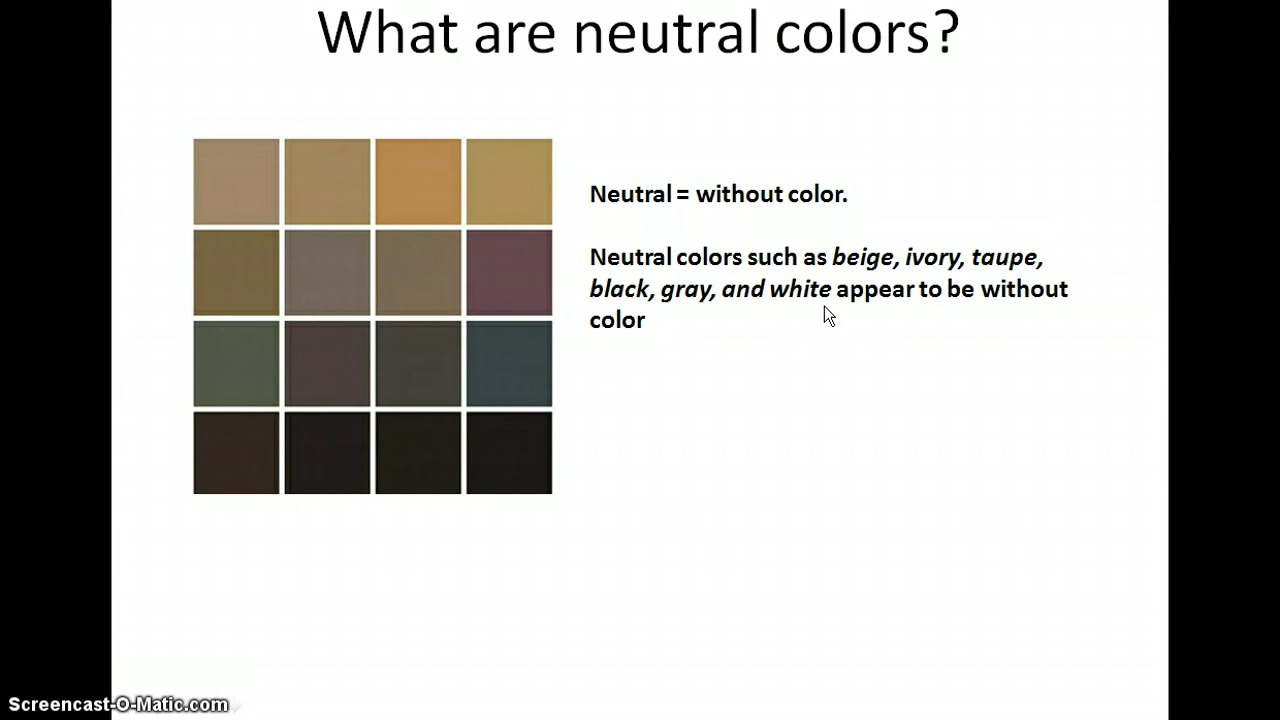 What are neutral colors?
Neutral = without color.
Neutral colors such as beige, ivory, taupe,
black, gray, and white appear to be without
color
Screencast-O-Matic.com